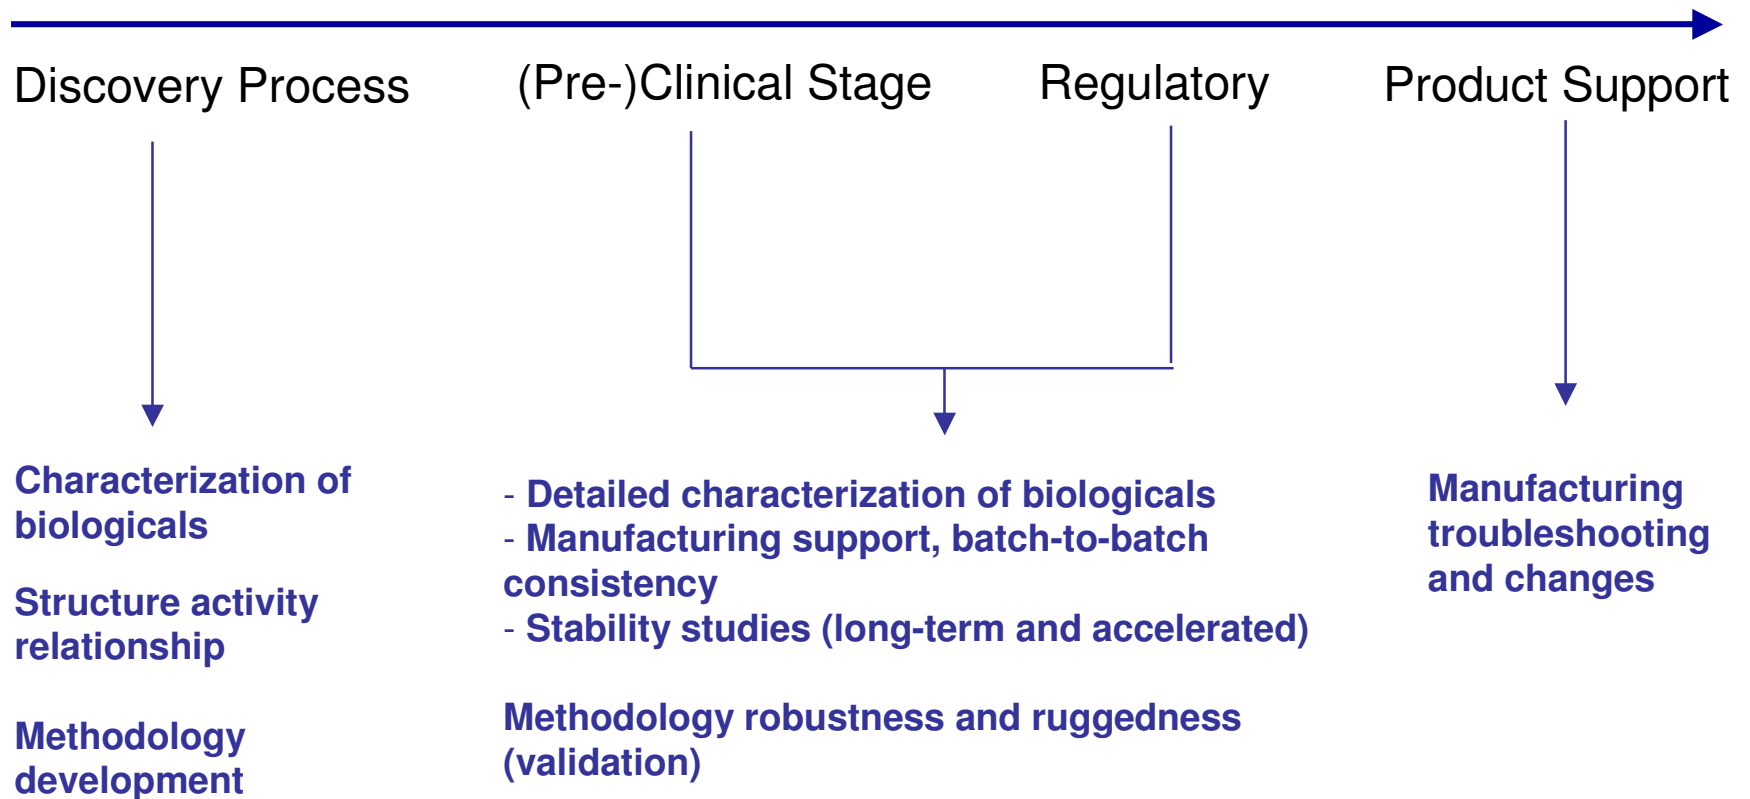 Discovery Process
(Pre-)Clinical Stage
Regulatory
Product Support
Characterization of
biologicals
Structure activity
relationship
Methodology
development
- Detailed characterization of biologicals
- Manufacturing support, batch-to-batch
consistency
- Stability studies (long-term and accelerated)
Methodology robustness and ruggedness
(validation)
Manufacturing
troubleshooting
and changes